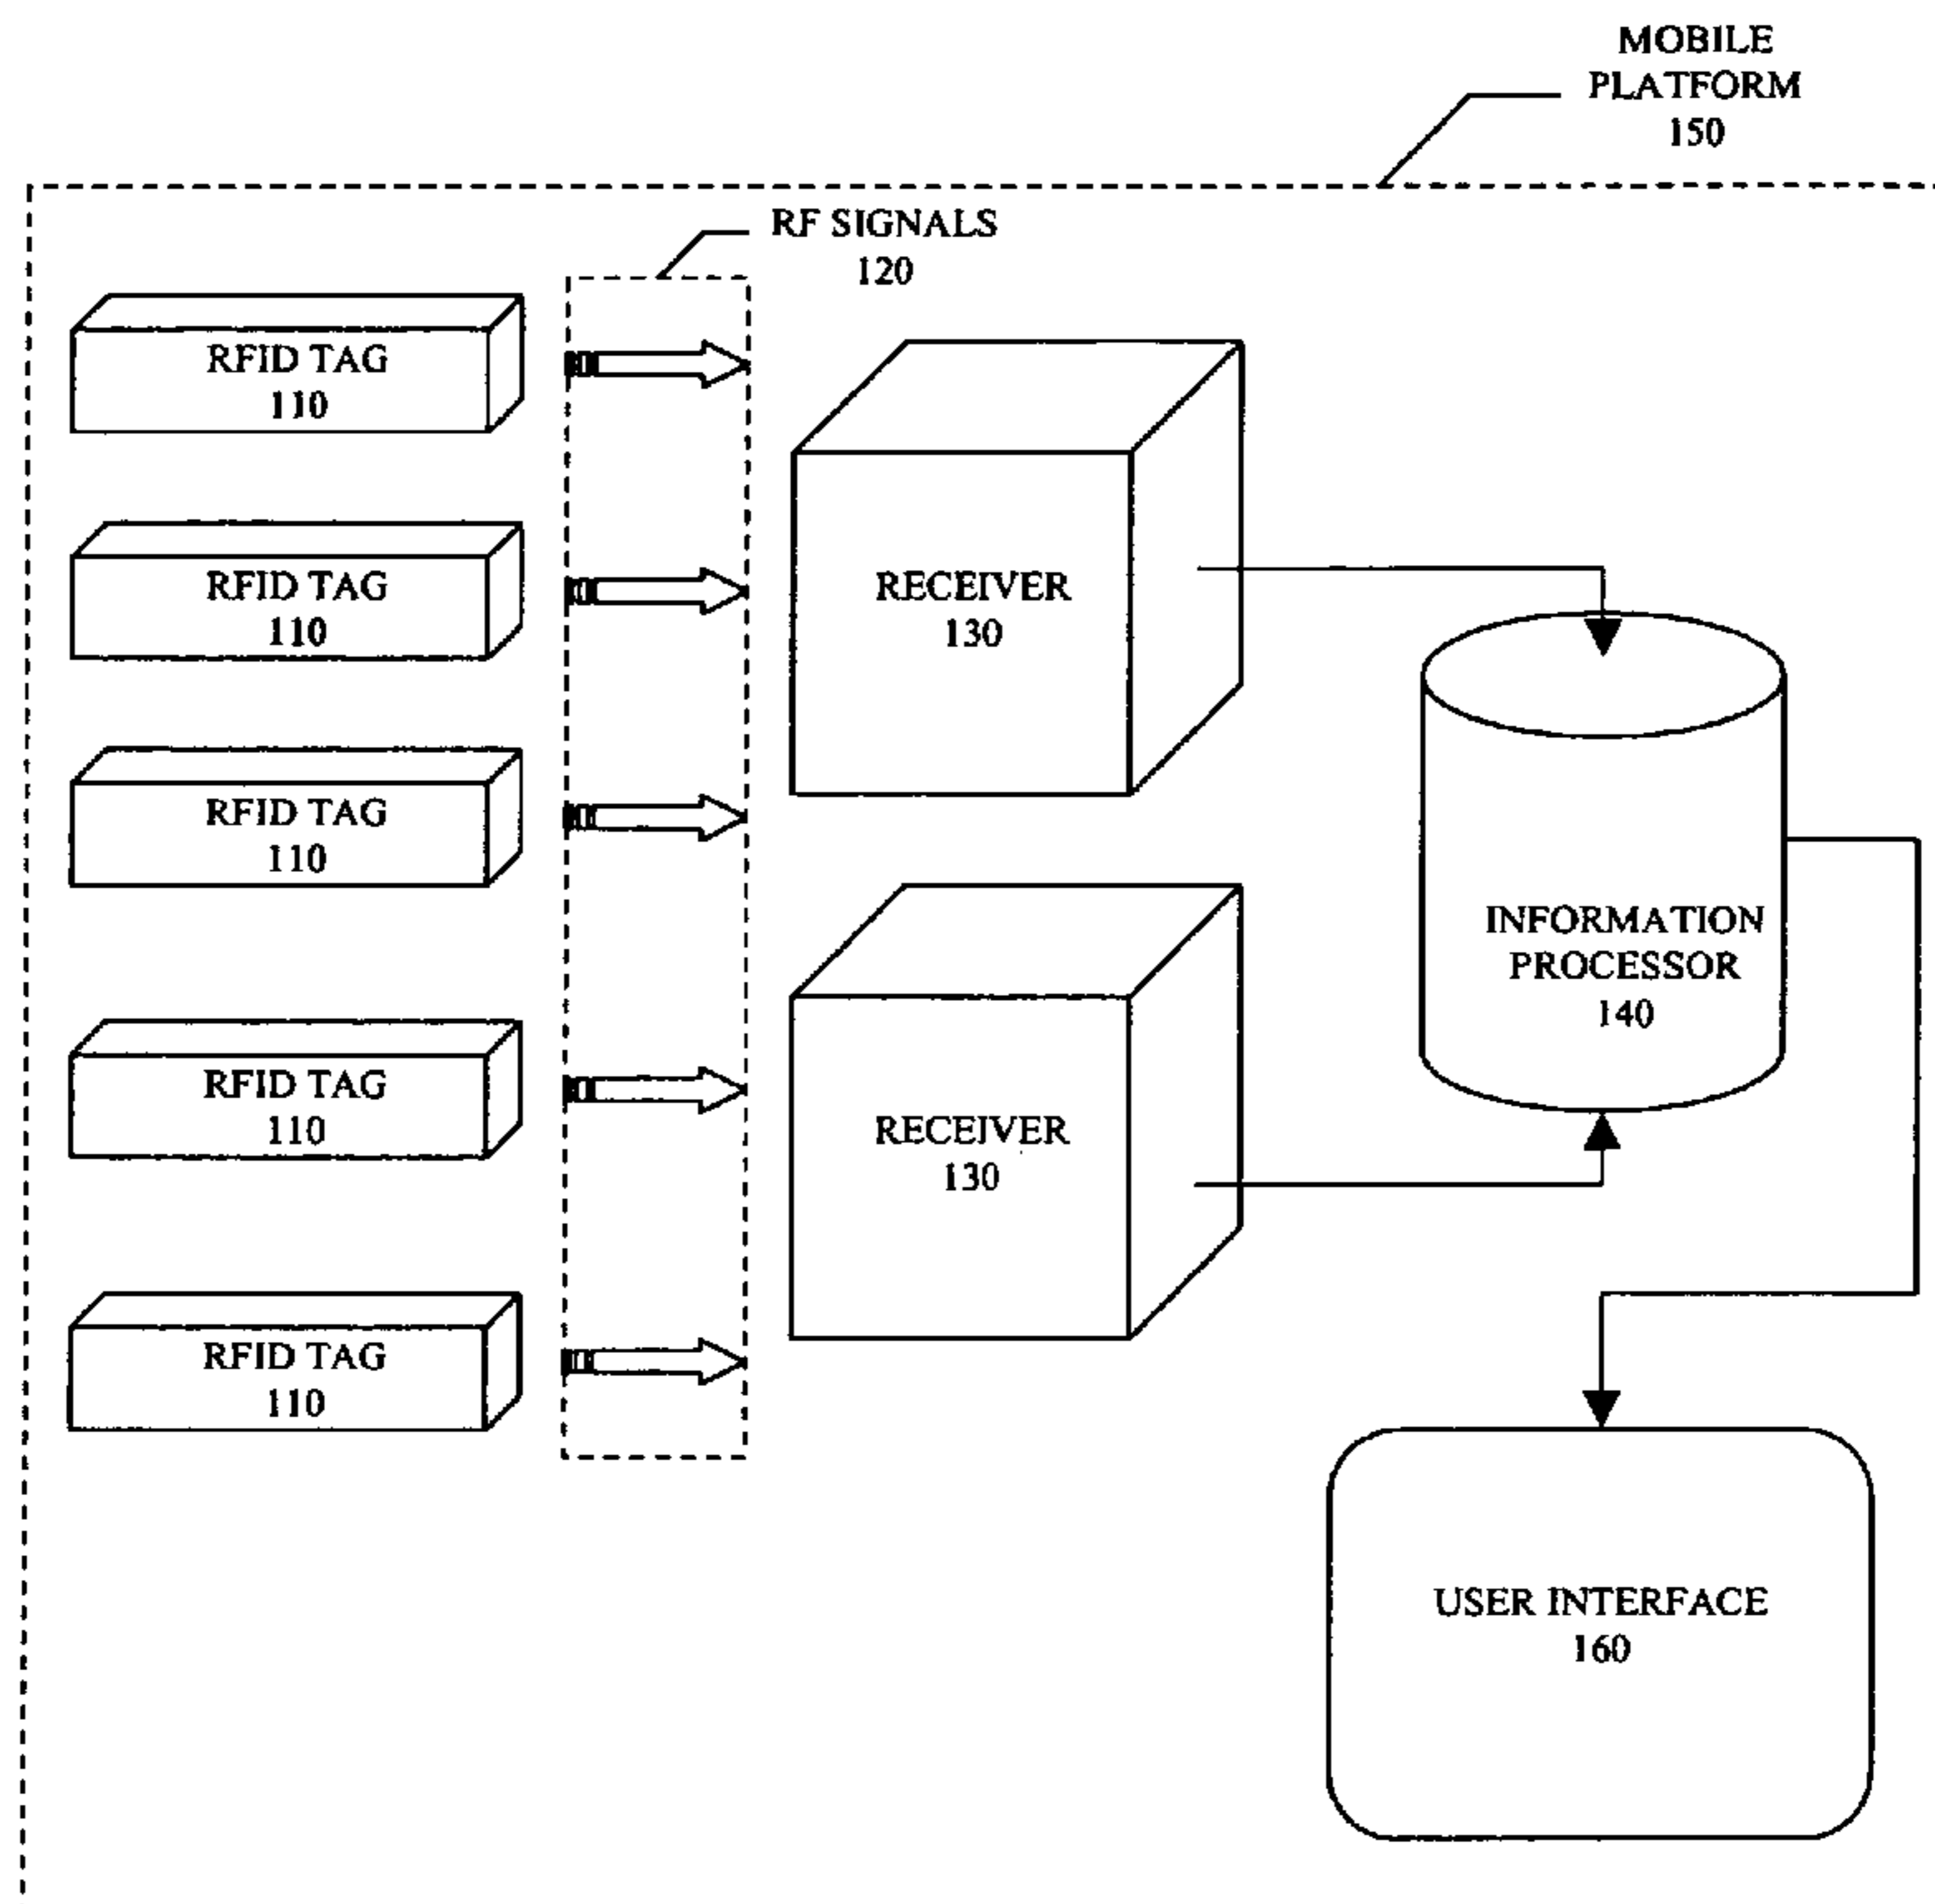 MOBILE
PLATFORM
150
RF SIGNALS
120
RFID TAG
110
RFID TAG
110
RFID TAG
110
RFID TAG
110
RFID TAG
110
RECEIVER
130
RECEIVER
130
INFORMATION
PROCESSOR
140
USER INTERFACE
160